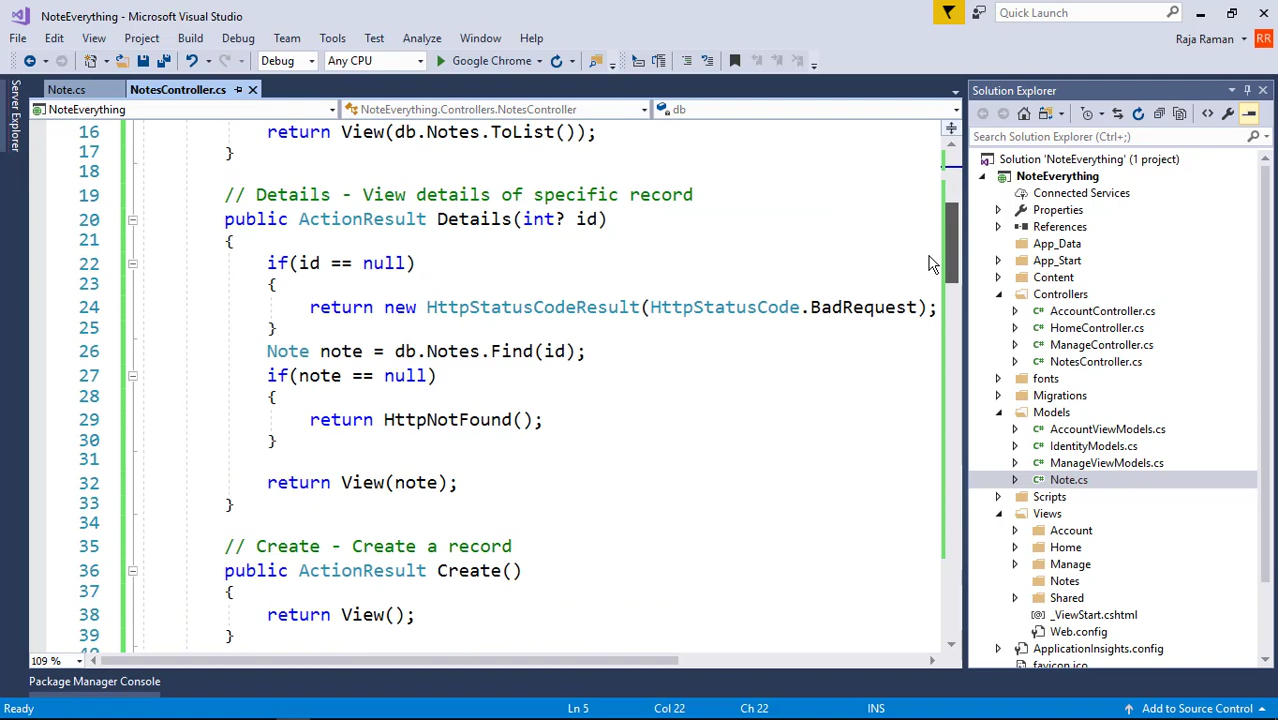 NoteEverything - Microsoft Visual Studio
Quick Launch
File Edit View Project Build Debug Team Tools Test Analyze Window Help
Raja Raman RR
Debug Any CPU Google Chrome
Server Explorer
Note.cs NotesController.cs
NoteEverything NoteEverything.Controllers.NotesController db
16 return View(db.Notes.ToList());
17 }
18
19 // Details - View details of specific record
20 public ActionResult Details(int? id)
21 {
22 if(id == null)
23 {
24 return new HttpStatusCodeResult(HttpStatusCode.BadRequest);
25 }
26 Note note = db.Notes.Find(id);
27 if(note == null)
28 {
29 return HttpNotFound();
30 }
31
32 return View(note);
33 }
34
35 // Create - Create a record
36 public ActionResult Create()
37 {
38 return View();
39 }
109 %
Solution Explorer
Search Solution Explorer (Ctrl+;)
Solution 'NoteEverything' (1 project)
NoteEverything
Connected Services
Properties
References
App_Data
App_Start
Content
Controllers
C# AccountController.cs
C# HomeController.cs
C# ManageController.cs
C# NotesController.cs
fonts
Migrations
Models
C# AccountViewModels.cs
C# IdentityModels.cs
C# ManageViewModels.cs
C# Note.cs
Scripts
Views
Account
Home
Manage
Notes
Shared
_ViewStart.cshtml
Web.config
ApplicationInsights.config
favicon.ico
Package Manager Console
Ready Ln 5 Col 22 Ch 22 INS Add to Source Control